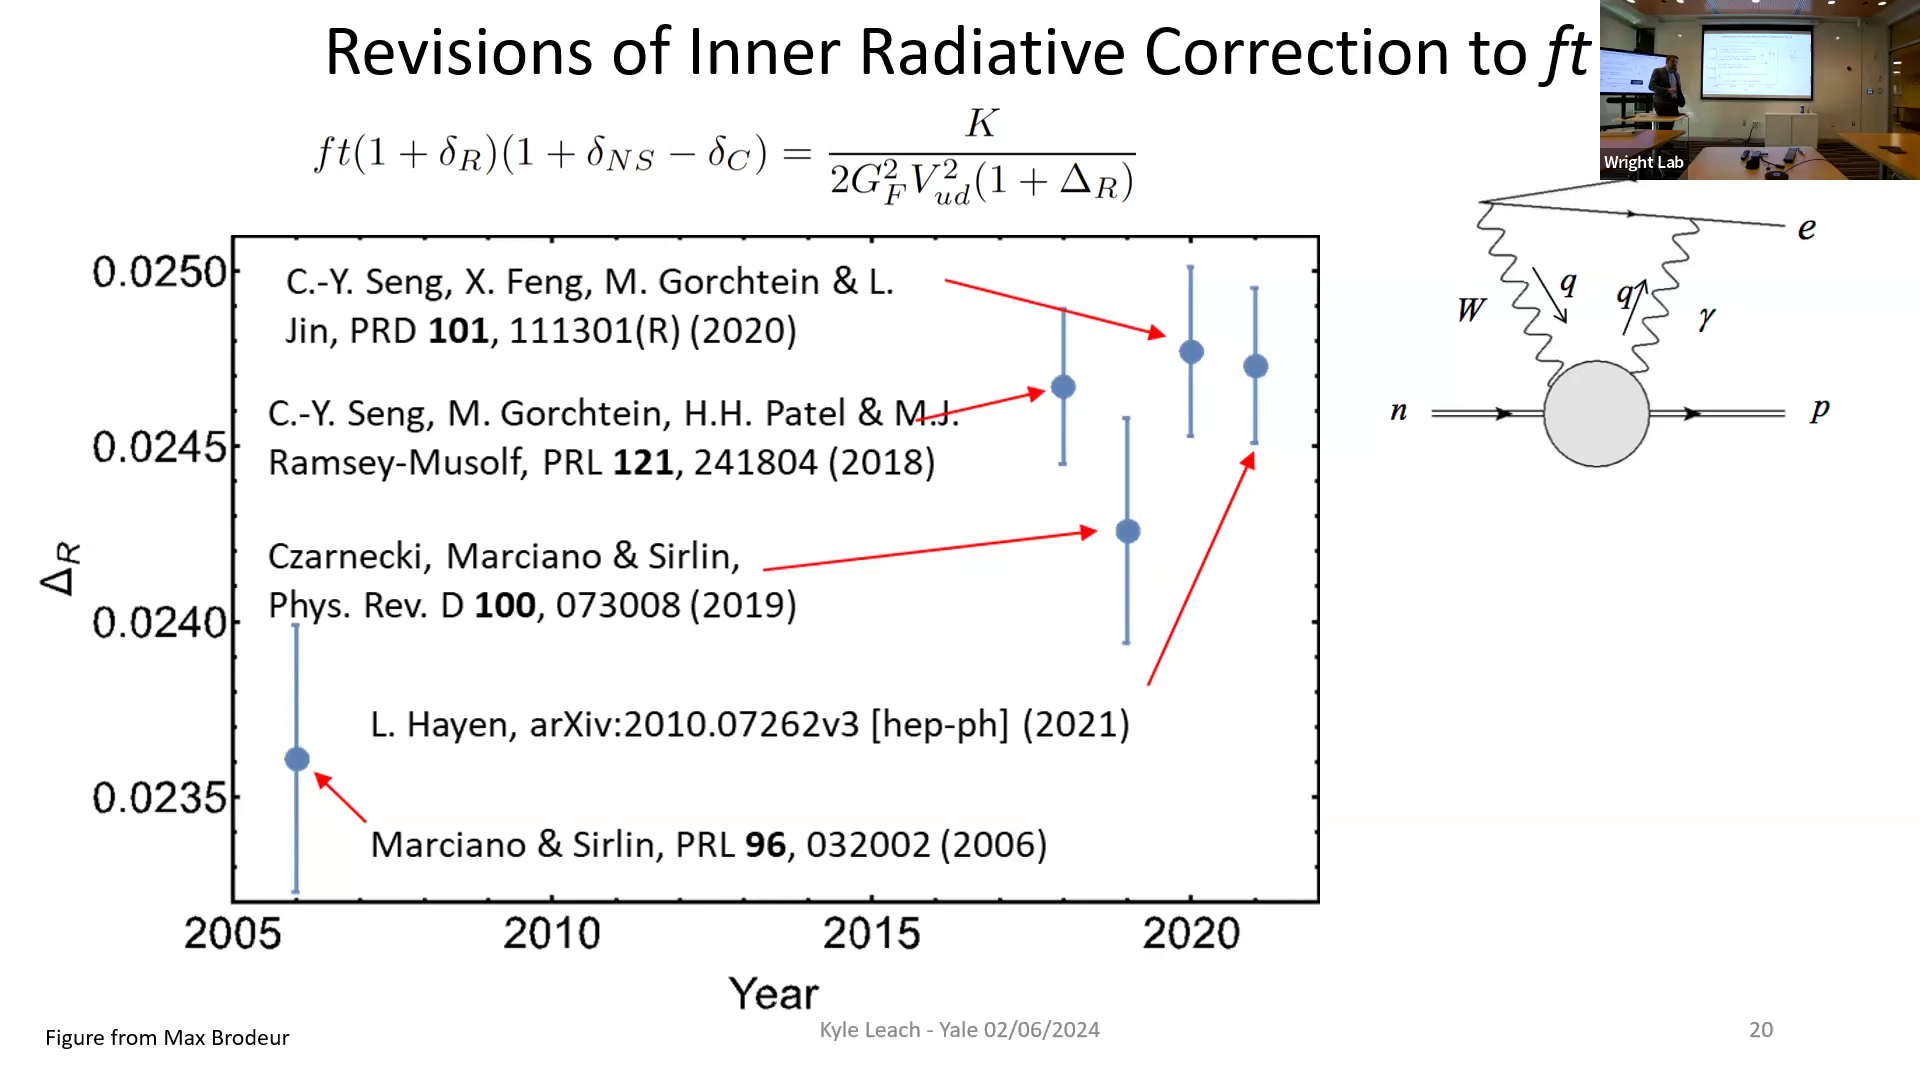 Revisions of Inner Radiative Correction to ft
Wright Lab
ft(1 + δ_R)(1 + δ_NS − δ_C) = K / 2G_F^2 V_ud^2 (1 + Δ_R)
0.0250
0.0245
0.0240
0.0235
Δ_R
C.-Y. Seng, X. Feng, M. Gorchtein & L.
Jin, PRD 101, 111301(R) (2020)
C.-Y. Seng, M. Gorchtein, H.H. Patel & M.J.
Ramsey-Musolf, PRL 121, 241804 (2018)
Czarnecki, Marciano & Sirlin,
Phys. Rev. D 100, 073008 (2019)
L. Hayen, arXiv:2010.07262v3 [hep-ph] (2021)
Marciano & Sirlin, PRL 96, 032002 (2006)
2005 2010 2015 2020
Year
e
W q q γ
n p
Figure from Max Brodeur
Kyle Leach - Yale 02/06/2024
20